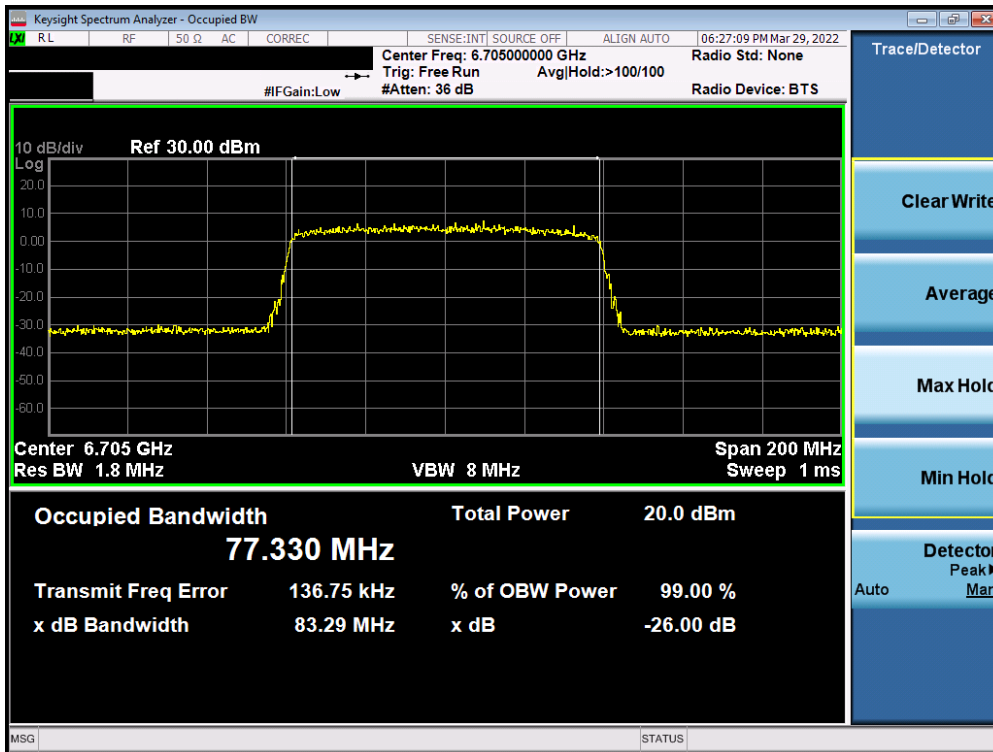 Keysight Spectrum Analyzer - Occupied BW
LXI RL RF 50 Ω AC CORREC SENSE:INT SOURCE OFF ALIGN AUTO 06:27:09 PM Mar 29, 2022
Center Freq: 6.705000000 GHz Radio Std: None
Trig: Free Run Avg|Hold:>100/100
#IFGain:Low #Atten: 36 dB Radio Device: BTS
Trace/Detector
10 dB/div Ref 30.00 dBm
Log
20.0
10.0
0.00
-10.0
-20.0
-30.0
-40.0
-50.0
-60.0
Center 6.705 GHz Span 200 MHz
Res BW 1.8 MHz VBW 8 MHz Sweep 1 ms
Occupied Bandwidth Total Power 20.0 dBm
77.330 MHz
Transmit Freq Error 136.75 kHz % of OBW Power 99.00 %
x dB Bandwidth 83.29 MHz x dB -26.00 dB
Clear Write
Average
Max Hold
Min Hold
Detector
Peak
Auto Man
MSG STATUS